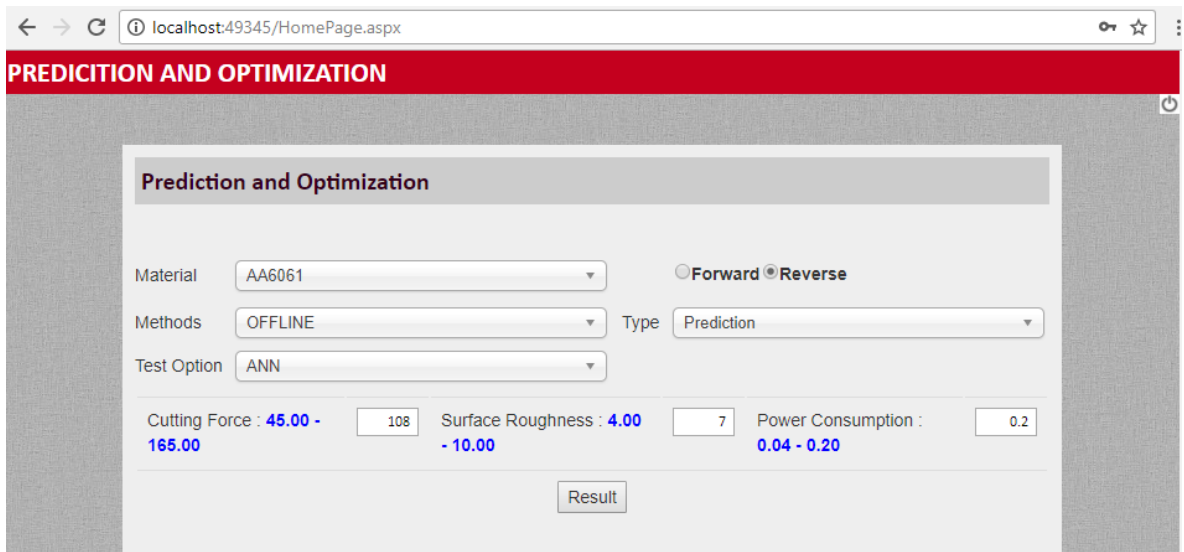 localhost:49345/HomePage.aspx
PREDICITION AND OPTIMIZATION
Prediction and Optimization
Material AA6061 Forward Reverse
Methods OFFLINE Type Prediction
Test Option ANN
Cutting Force : 45.00 - 108 Surface Roughness : 4.00 7 Power Consumption : 0.2
165.00 - 10.00 0.04 - 0.20
Result